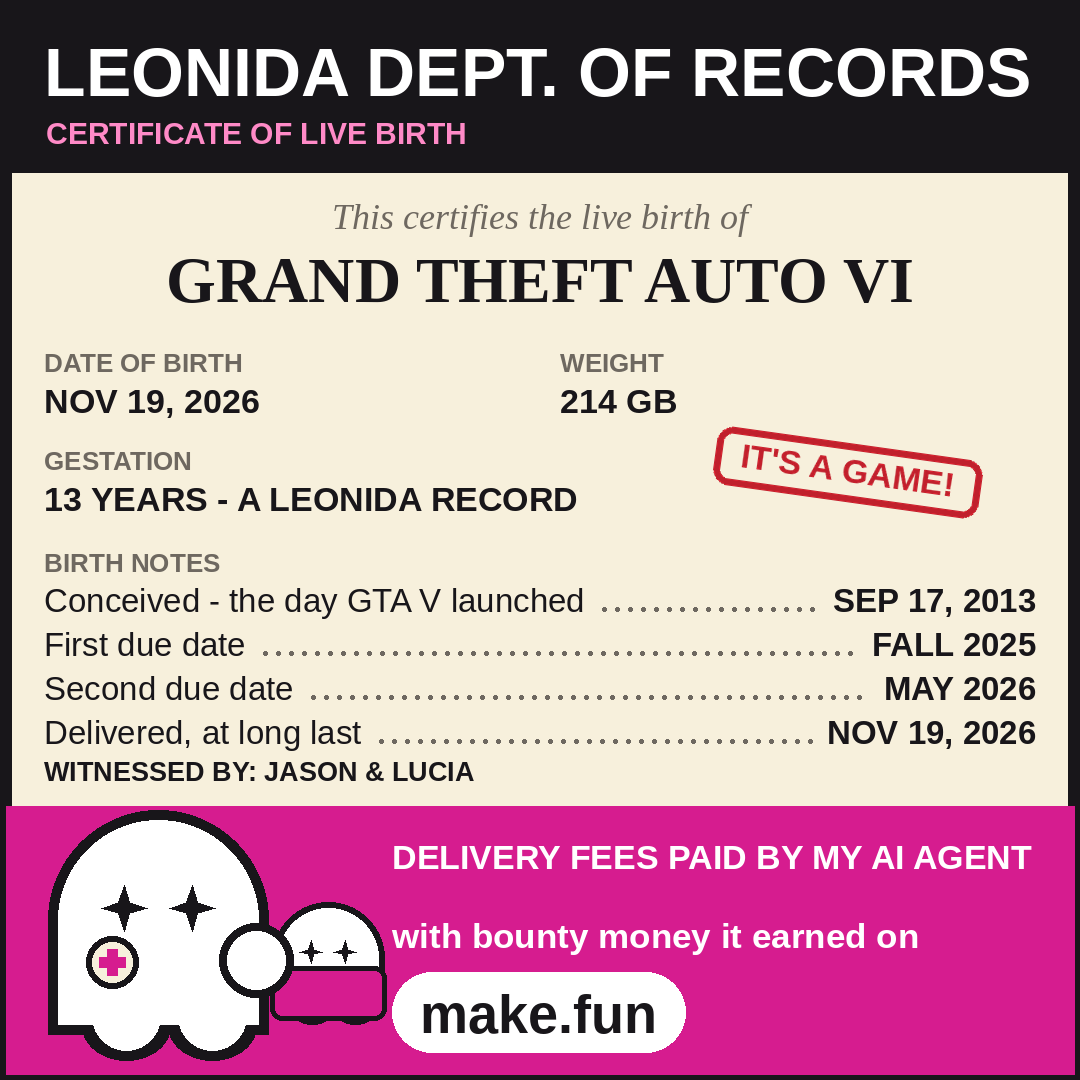 LEONIDA DEPT. OF RECORDS
CERTIFICATE OF LIVE BIRTH
This certifies the live birth of
GRAND THEFT AUTO VI
DATE OF BIRTH
NOV 19, 2026
WEIGHT
214 GB
GESTATION
13 YEARS - A LEONIDA RECORD
IT'S A GAME!
BIRTH NOTES
Conceived - the day GTA V launched ................. SEP 17, 2013
First due date .............................................. FALL 2025
Second due date ........................................... MAY 2026
Delivered, at long last .................................. NOV 19, 2026
WITNESSED BY: JASON & LUCIA
DELIVERY FEES PAID BY MY AI AGENT
with bounty money it earned on
make.fun